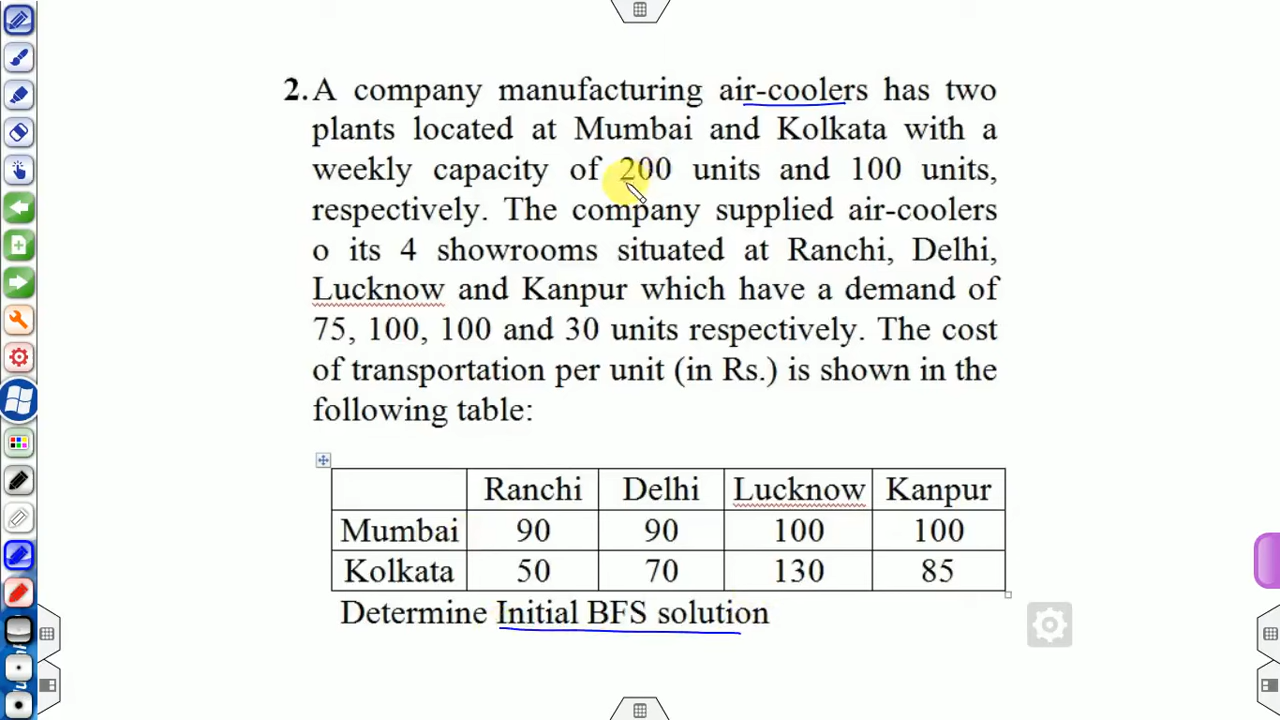 2. A company manufacturing air-coolers has two
plants located at Mumbai and Kolkata with a
weekly capacity of 200 units and 100 units,
respectively. The company supplied air-coolers
o its 4 showrooms situated at Ranchi, Delhi,
Lucknow and Kanpur which have a demand of
75, 100, 100 and 30 units respectively. The cost
of transportation per unit (in Rs.) is shown in the
following table:
Ranchi Delhi Lucknow Kanpur
Mumbai 90 90 100 100
Kolkata 50 70 130 85
Determine Initial BFS solution